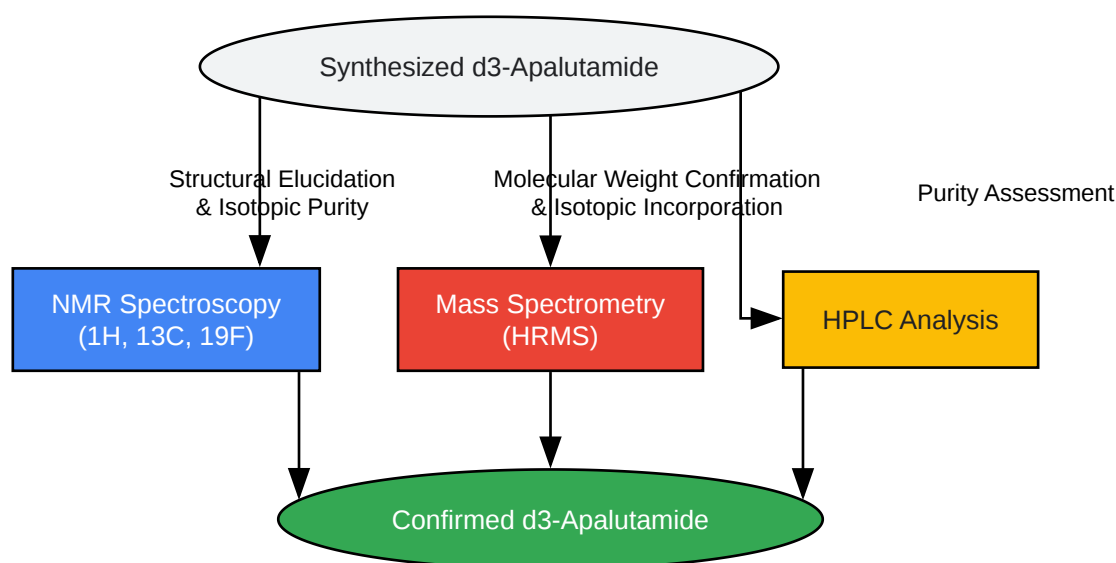 Synthesized d3-Apalutamide
Structural Elucidation
& Isotopic Purity
Molecular Weight Confirmation
& Isotopic Incorporation
Purity Assessment
NMR Spectroscopy
(1H, 13C, 19F)
Mass Spectrometry
(HRMS)
HPLC Analysis
Confirmed d3-Apalutamide